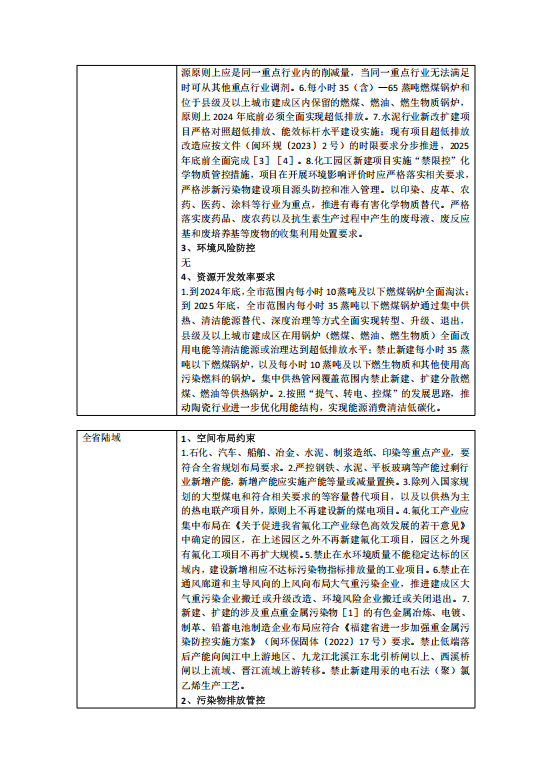 源原则上应是同一重点行业内的削减量，当同一重点行业无法满足
时可从其他重点行业调剂。6.每小时 35（含）—65 蒸吨燃煤锅炉和
位于县级及以上城市建成区内保留的燃煤、燃油、燃生物质锅炉，
原则上 2024 年底前必须全面实现超低排放。7.水泥行业新改扩建项
目严格对照超低排放、能效标杆水平建设实施；现有项目超低排放
改造应按文件（闽环规〔2023〕2 号）的时限要求分步推进，2025
年底前全面完成［3］［4］。8.化工园区新建项目实施“禁限控”化
学物质管控措施，项目在开展环境影响评价时应严格落实相关要求，
严格涉新污染物建设项目源头防控和准入管理。以印染、皮革、农
药、医药、涂料等行业为重点，推进有毒有害化学物质替代。严格
落实废药品、废农药以及抗生素生产过程中产生的废母液、废反应
基和废培养基等废物的收集利用处置要求。
3、环境风险防控
无
4、资源开发效率要求
1.到 2024 年底，全市范围内每小时 10 蒸吨及以下燃煤锅炉全面淘汰；
到 2025 年底，全市范围内每小时 35 蒸吨以下燃煤锅炉通过集中供
热、清洁能源替代、深度治理等方式全面实现转型、升级、退出，
县级及以上城市建成区在用锅炉（燃煤、燃油、燃生物质）全面改
用电能等清洁能源或治理达到超低排放水平；禁止新建每小时 35 蒸
吨以下燃煤锅炉，以及每小时 10 蒸吨及以下燃生物质和其他使用高
污染燃料的锅炉。集中供热管网覆盖范围内禁止新建、扩建分散燃
煤、燃油等供热锅炉。2.按照“提气、转电、控煤”的发展思路，推
动陶瓷行业进一步优化用能结构，实现能源消费清洁低碳化。
全省陆域
1、空间布局约束
1.石化、汽车、船舶、冶金、水泥、制浆造纸、印染等重点产业，要
符合全省规划布局要求。2.严控钢铁、水泥、平板玻璃等产能过剩行
业新增产能，新增产能应实施产能等量或减量置换。3.除列入国家规
划的大型煤电和符合相关要求的等容量替代项目，以及以供热为主
的热电联产项目外，原则上不再建设新的煤电项目。4.氟化工产业应
集中布局在《关于促进我省氟化工产业绿色高效发展的若干意见》
中确定的园区，在上述园区之外不再新建氟化工项目，园区之外现
有氟化工项目不再扩大规模。5.禁止在水环境质量不能稳定达标的区
域内，建设新增相应不达标污染物指标排放量的工业项目。6.禁止在
通风廊道和主导风向的上风向布局大气重污染企业，推进建成区大
气重污染企业搬迁或升级改造、环境风险企业搬迁或关闭退出。7.
新建、扩建的涉及重点重金属污染物［1］的有色金属冶炼、电镀、
制革、铅蓄电池制造企业布局应符合《福建省进一步加强重金属污
染防控实施方案》（闽环保固体〔2022〕17 号）要求。禁止低端落
后产能向闽江中上游地区、九龙江北溪江东北引桥闸以上、西溪桥
闸以上流域、晋江流域上游转移。禁止新建用汞的电石法（聚）氯
乙烯生产工艺。
2、污染物排放管控